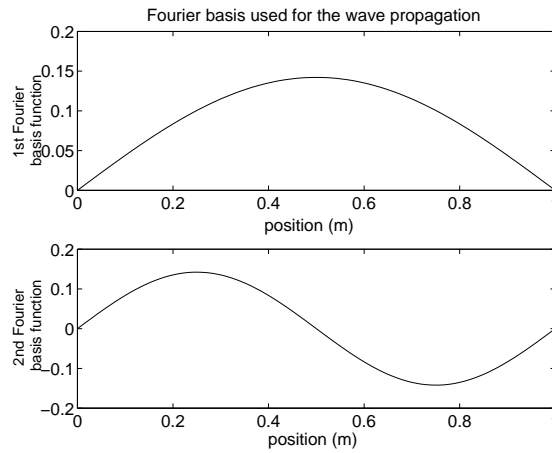 Fourier basis used for the wave propagation
0.2
0.15
0.1
0.05
0
1st Fourier
basis function
0 0.2 0.4 0.6 0.8
position (m)
0.2
0.1
0
−0.1
−0.2
2nd Fourier
basis function
0 0.2 0.4 0.6 0.8
position (m)